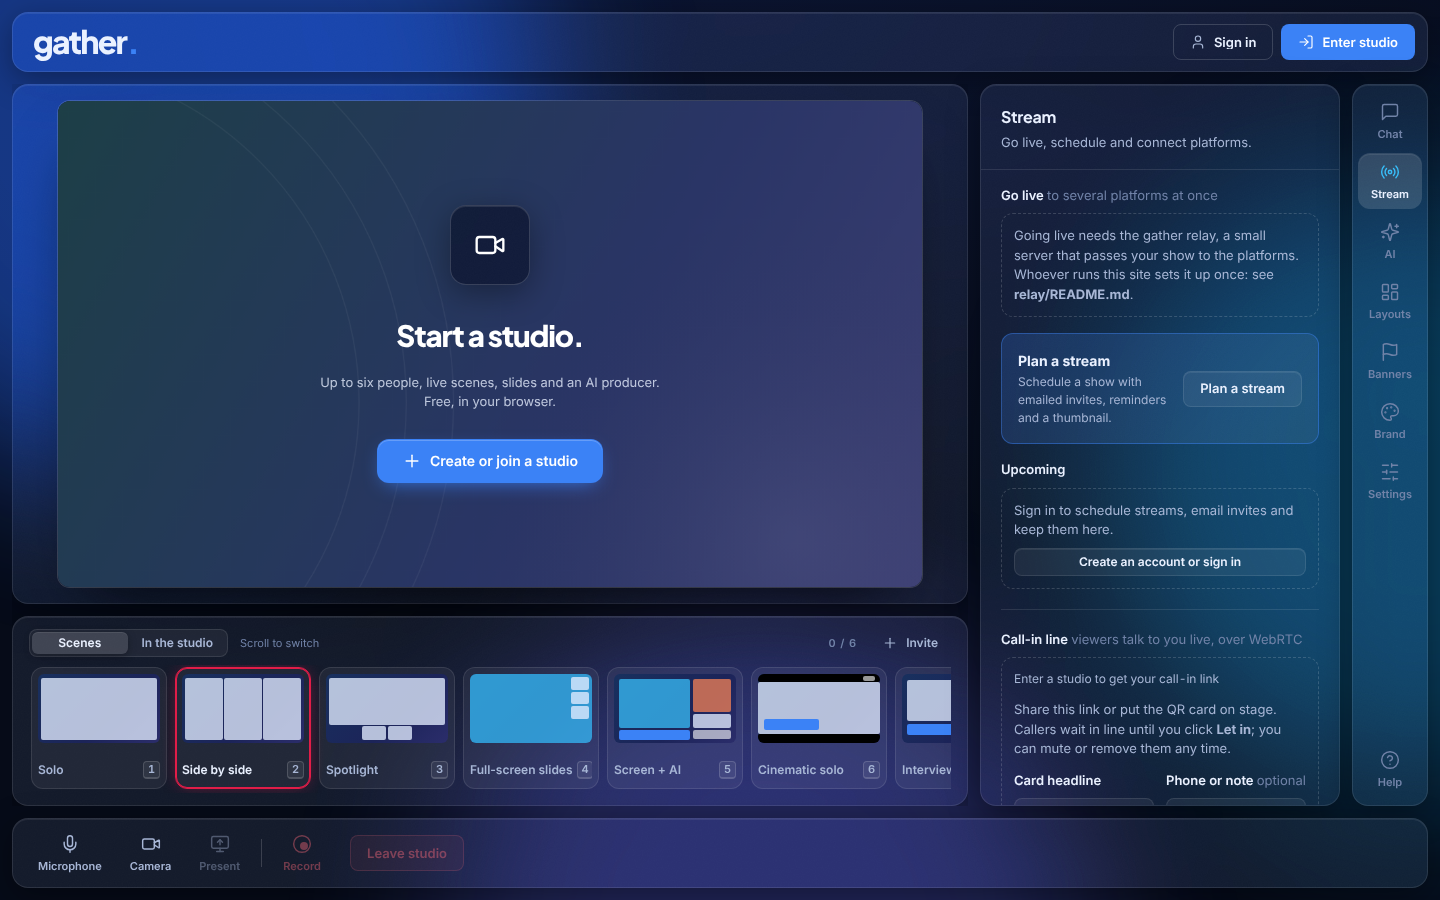 gather.
Sign in
Enter studio
Start a studio.
Up to six people, live scenes, slides and an AI producer.
Free, in your browser.
Create or join a studio
Scenes
In the studio
Scroll to switch
0 / 6
Invite
Solo 1
Side by side 2
Spotlight 3
Full-screen slides 4
Screen + AI 5
Cinematic solo 6
Interview
Microphone
Camera
Present
Record
Leave studio
Stream
Go live, schedule and connect platforms.
Go live to several platforms at once
Going live needs the gather relay, a small
server that passes your show to the platforms.
Whoever runs this site sets it up once: see
relay/README.md.
Plan a stream
Schedule a show with
emailed invites, reminders
and a thumbnail.
Plan a stream
Upcoming
Sign in to schedule streams, email invites and
keep them here.
Create an account or sign in
Call-in line viewers talk to you live, over WebRTC
Enter a studio to get your call-in link
Share this link or put the QR card on stage.
Callers wait in line until you click Let in; you
can mute or remove them any time.
Card headline
Phone or note optional
Chat
Stream
AI
Layouts
Banners
Brand
Settings
Help